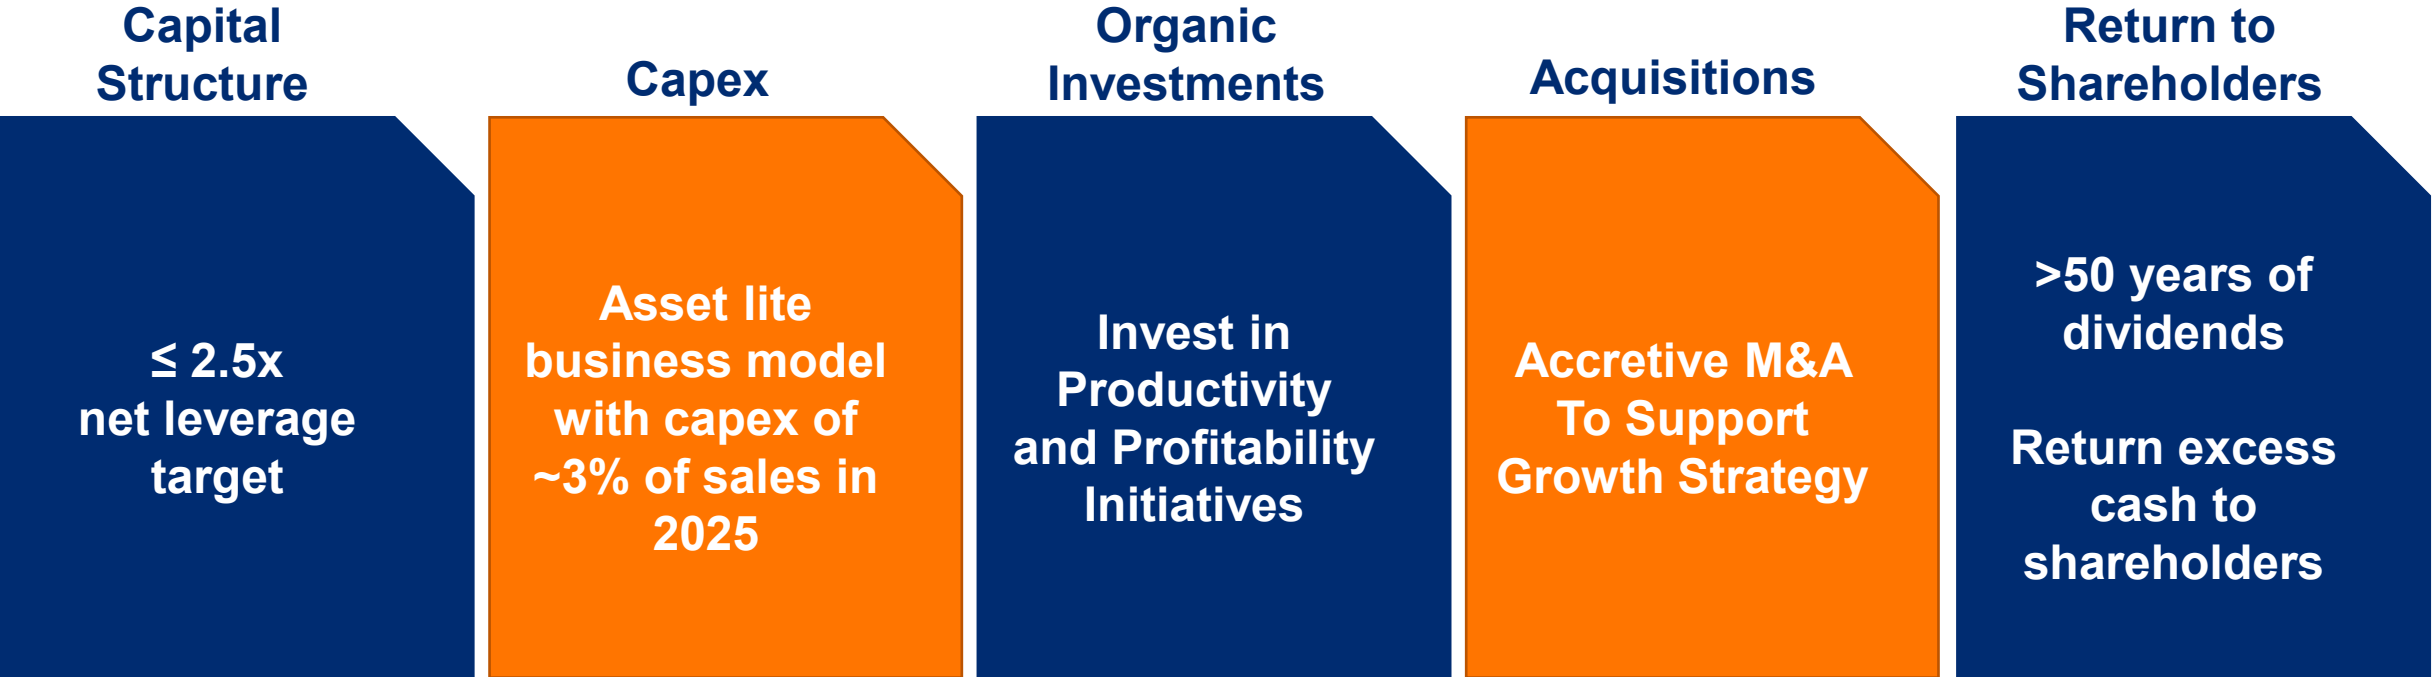 Capital
Structure
≤ 2.5x
net leverage
target
Capex
Asset lite
business model
with capex of
~3% of sales in
2025
Organic
Investments
Invest in
Productivity
and Profitability
Initiatives
Acquisitions
Accretive M&A
To Support
Growth Strategy
Return to
Shareholders
>50 years of
dividends
Return excess
cash to
shareholders